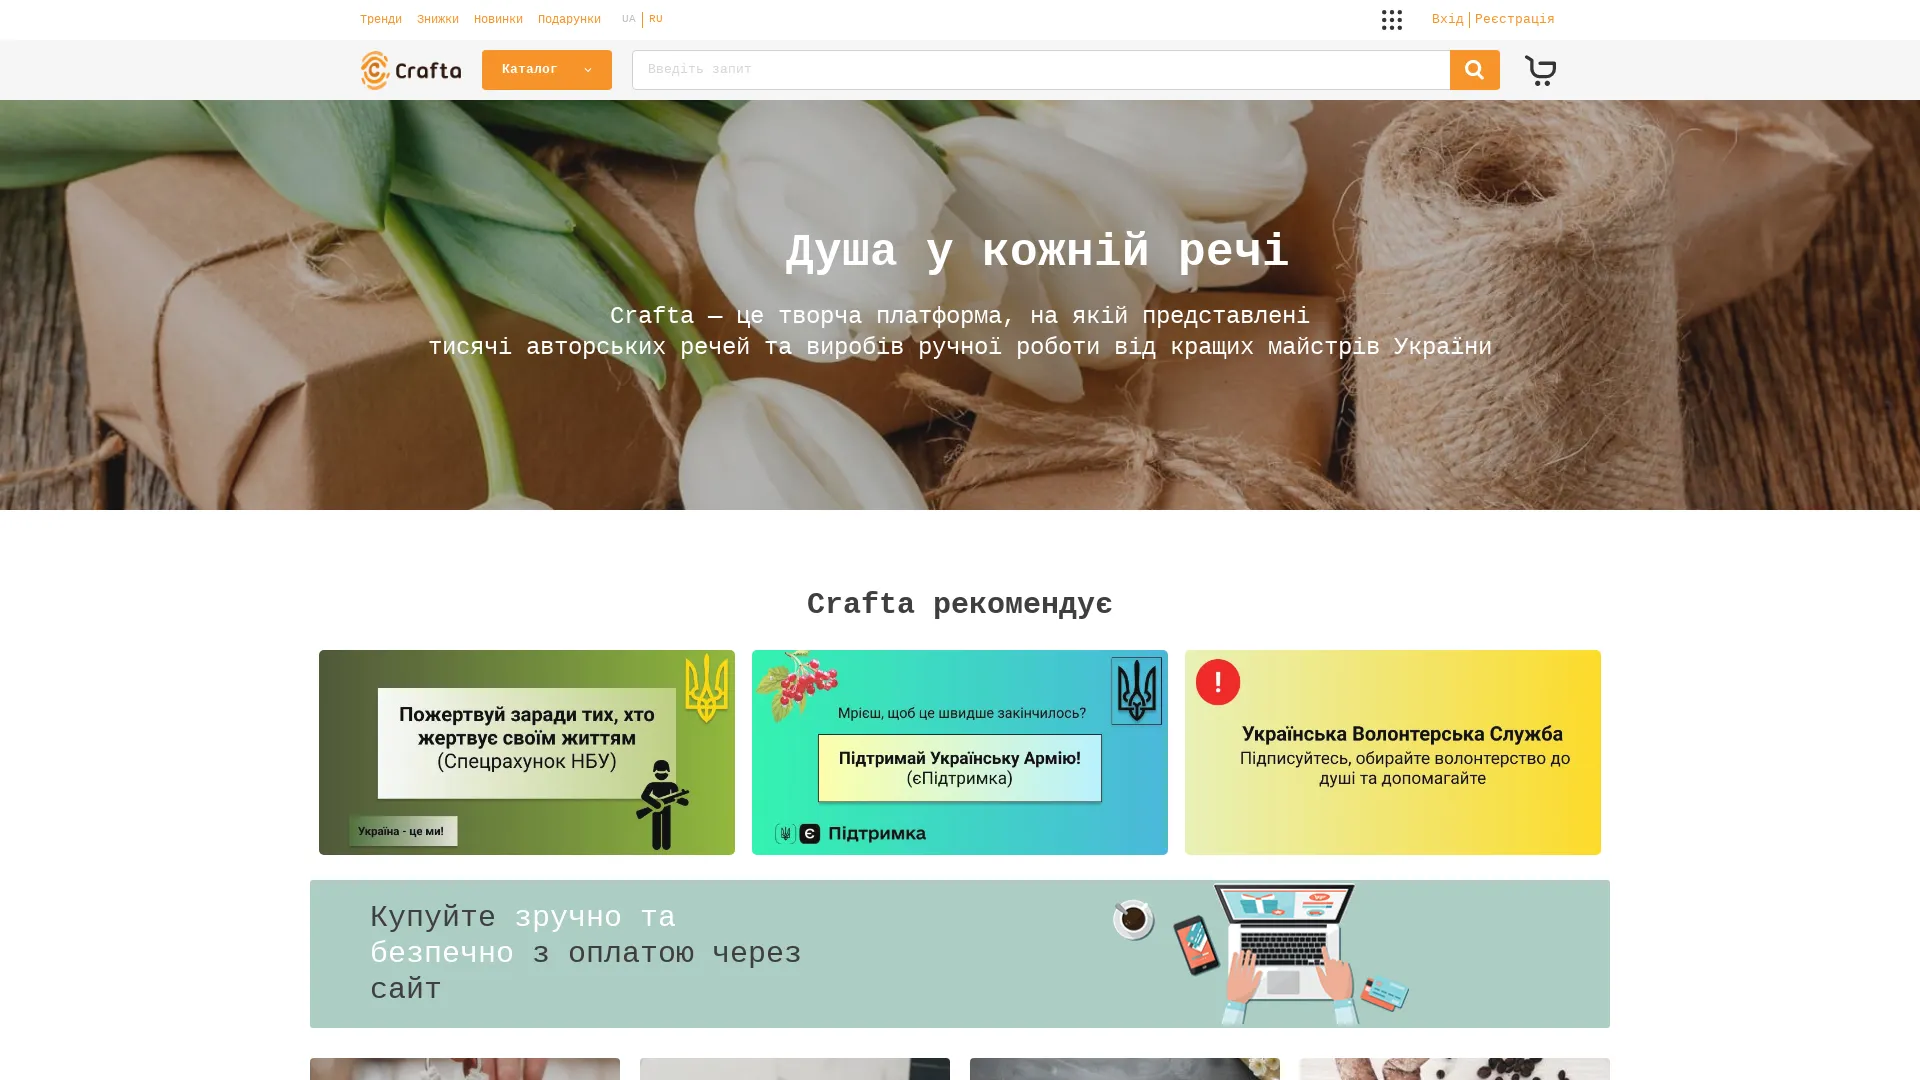 Тренди Знижки Новинки Подарунки UA | RU Вхід | Реєстрація
Crafta Каталог Введіть запит
Душа у кожній речі
Crafta — це творча платформа, на якій представлені
тисячі авторських речей та виробів ручної роботи від кращих майстрів України
Crafta рекомендує
Пожертвуй заради тих, хто
жертвує своїм життям
(Спецрахунок НБУ)
Україна - це ми!
Мрієш, щоб це швидше закінчилось?
Підтримай Українську Армію!
(єПідтримка)
Є Підтримка
!
Українська Волонтерська Служба
Підписуйтесь, обирайте волонтерство до
душі та допомагайте
Купуйте зручно та
безпечно з оплатою через
сайт